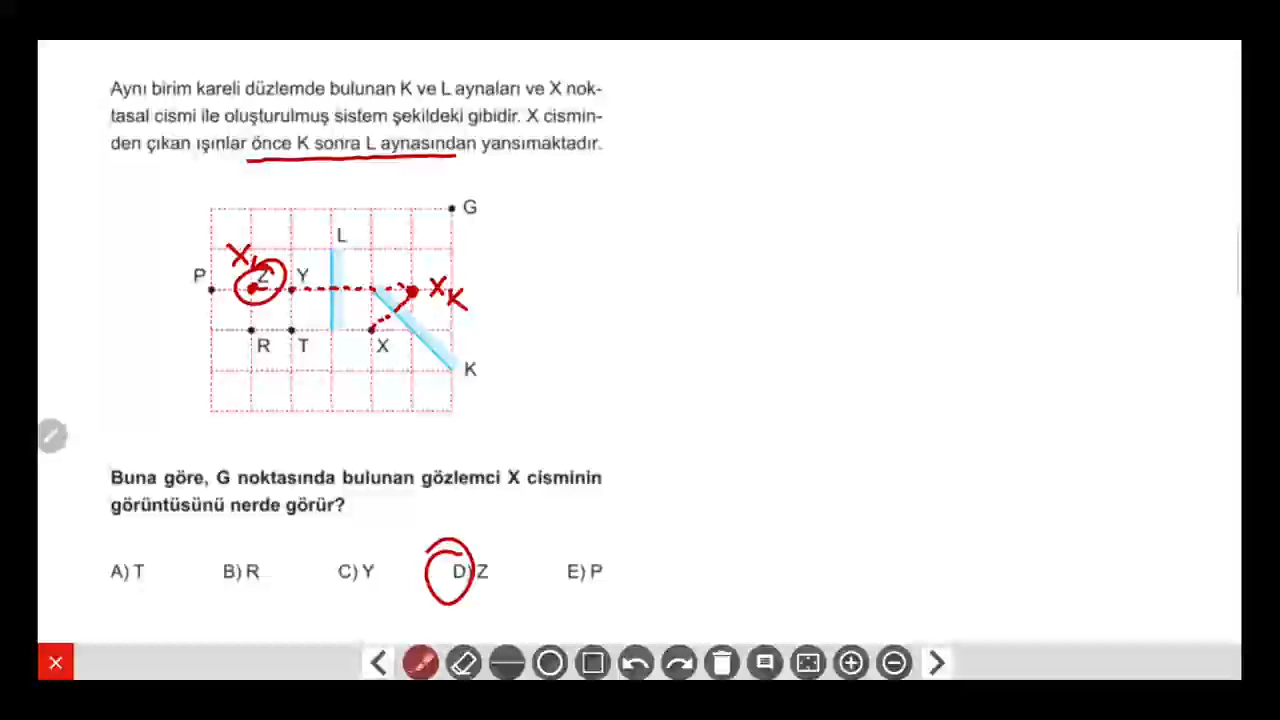 Aynı birim kareli düzlemde bulunan K ve L aynaları ve X nok-
tasal cismi ile oluşturulmuş sistem şekildeki gibidir. X cismin-
den çıkan ışınlar önce K sonra L aynasından yansımaktadır.
G
L
X L
P Z Y X K
R T X
K
Buna göre, G noktasında bulunan gözlemci X cisminin
görüntüsünü nerde görür?
A) T B) R C) Y D) Z E) P